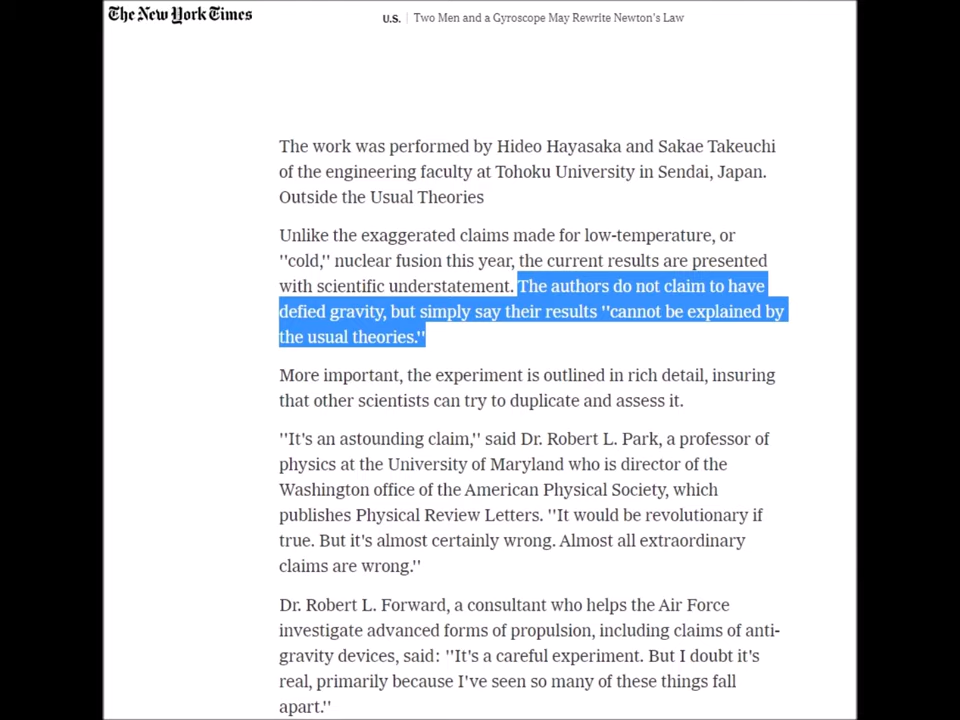 The New York Times
U.S. | Two Men and a Gyroscope May Rewrite Newton's Law
The work was performed by Hideo Hayasaka and Sakae Takeuchi
of the engineering faculty at Tohoku University in Sendai, Japan.
Outside the Usual Theories
Unlike the exaggerated claims made for low-temperature, or
''cold,'' nuclear fusion this year, the current results are presented
with scientific understatement. The authors do not claim to have
defied gravity, but simply say their results ''cannot be explained by
the usual theories.''
More important, the experiment is outlined in rich detail, insuring
that other scientists can try to duplicate and assess it.
''It's an astounding claim,'' said Dr. Robert L. Park, a professor of
physics at the University of Maryland who is director of the
Washington office of the American Physical Society, which
publishes Physical Review Letters. ''It would be revolutionary if
true. But it's almost certainly wrong. Almost all extraordinary
claims are wrong.''
Dr. Robert L. Forward, a consultant who helps the Air Force
investigate advanced forms of propulsion, including claims of anti-
gravity devices, said: ''It's a careful experiment. But I doubt it's
real, primarily because I've seen so many of these things fall
apart.''